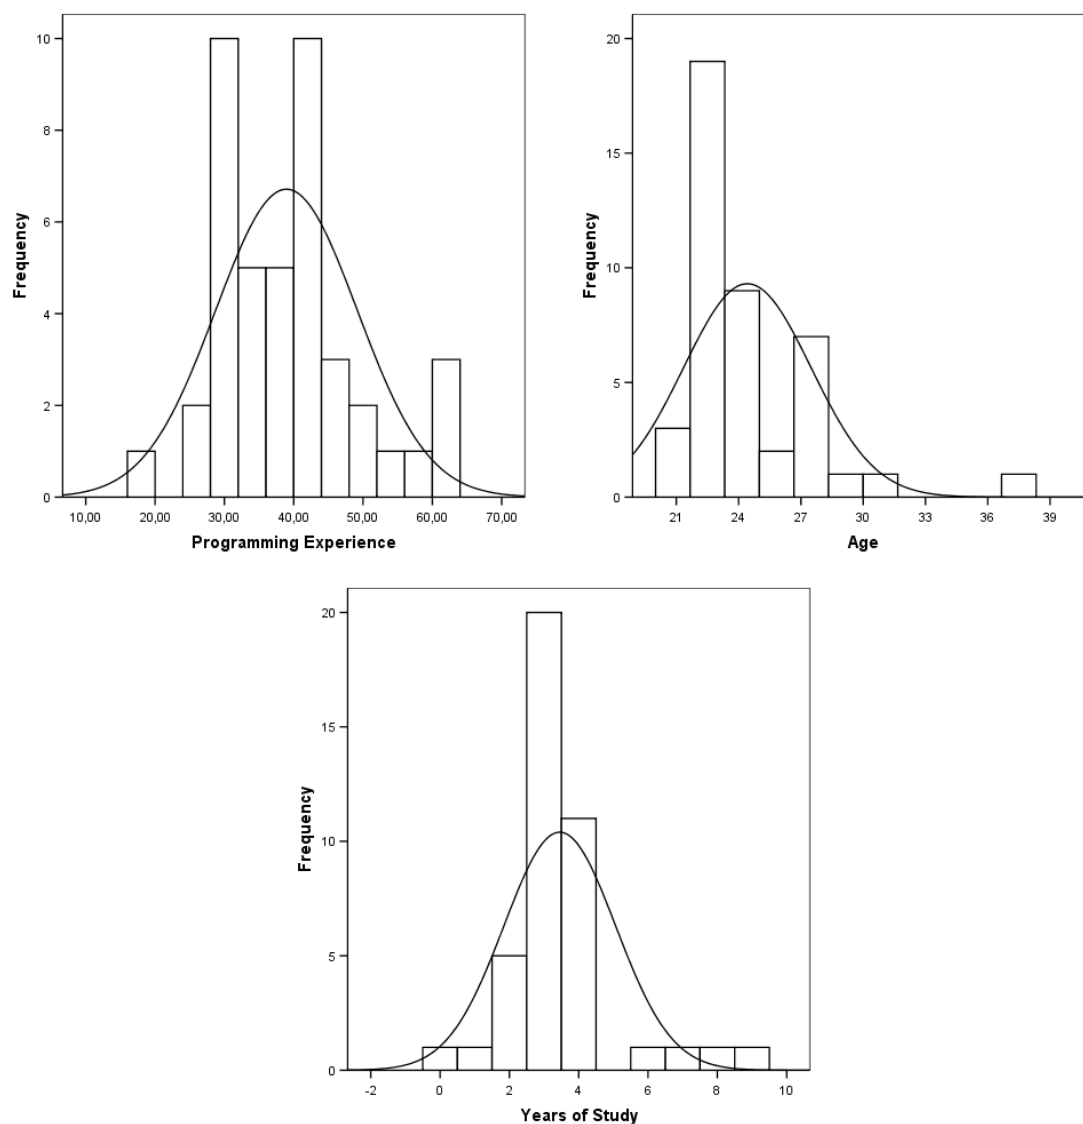 10
8
6
4
2
0
Frequency
10,00 20,00 30,00 40,00 50,00 60,00 70,00
Programming Experience
20
15
10
5
0
Frequency
21 24 27 30 33 36 39
Age
20
15
10
5
0
Frequency
-2 0 2 4 6 8 10
Years of Study